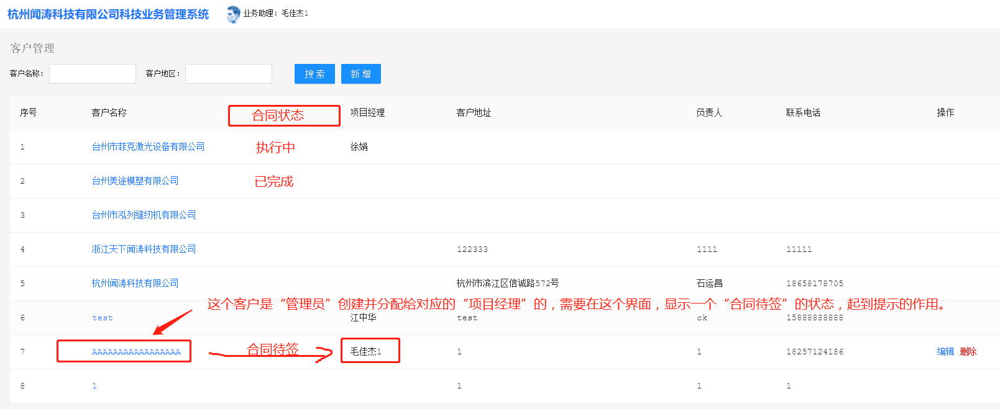 杭州闻涛科技有限公司科技业务管理系统 业务助理：毛佳杰1
客户管理
客户名称： 客户地区： 搜 索 新 增
序号 客户名称 合同状态 项目经理 客户地址 负责人 联系电话 操作
1 台州市菲克激光设备有限公司 执行中 徐娟
2 台州美途模塑有限公司 已完成
3 台州市泓列缝纫机有限公司
4 浙江天下闻涛科技有限公司 122333 1111 11111
5 杭州闻涛科技有限公司 杭州市滨江区信诚路572号 石运昌 18658178705
这个客户是“管理员”创建并分配给对应的“项目经理”的，需要在这个界面，显示一个“合同待签”的状态，起到提示的作用。
6 test 江中华 test ck 15888888888
7 AAAAAAAAAAAAAAAAA 合同待签 毛佳杰1 1 1 18257124186 编辑 删除
8 1 1 1 1